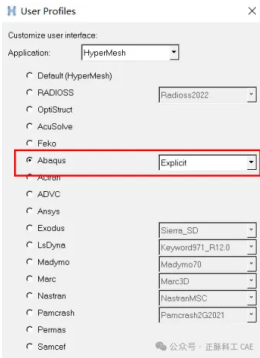 User Profiles
Customize user interface:
Application: HyperMesh
Default (HyperMesh)
RADIOSS Radioss2022
OptiStruct
AcuSolve
Feko
Abaqus Explicit
Actran
ADVC
Ansys
Exodus Sierra_SD
LsDyna Keyword971_R12.0
Madymo Madymo70
Marc Marc3D
Nastran NastranMSC
Pamcrash Pamcrash2G2021
Permas
Samcef
公众号 · 正脉科工 CAE